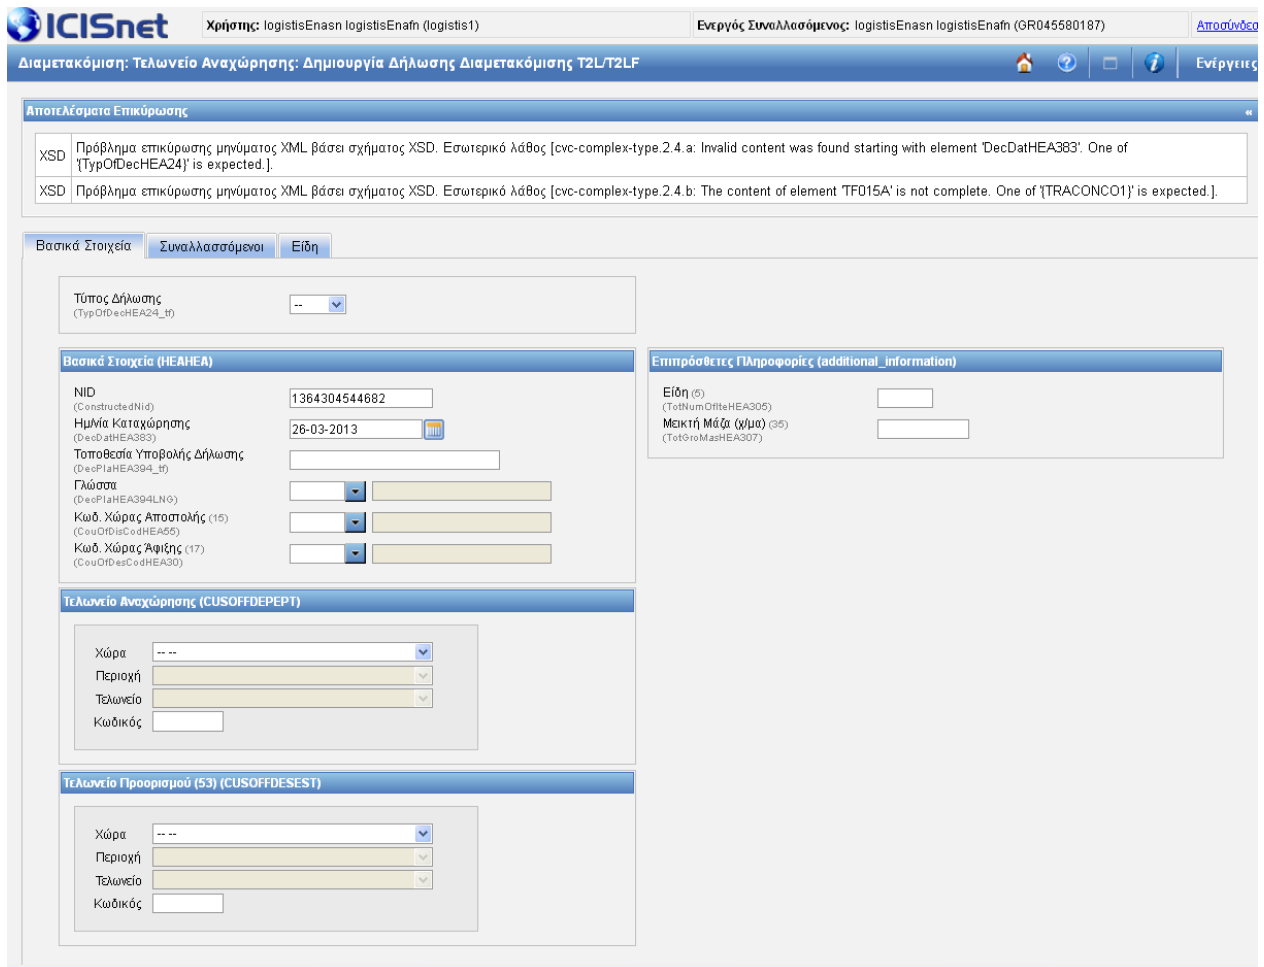 ICISnet
Χρήστης: logistisEnasn logistisEnafn (logistis1)
Ενεργός Συναλλασόμενος: logistisEnasn logistisEnafn (GR045580187)
Αποσύνδεσ
Διαμετακόμιση: Τελωνείο Αναχώρησης: Δημιουργία Δήλωσης Διαμετακόμισης T2L/T2LF
Ενέργειες
Αποτελέσματα Επικύρωσης
«
XSD Πρόβλημα επικύρωσης μηνύματος XML βάσει σχήματος XSD. Εσωτερικό λάθος [cvc-complex-type.2.4.a: Invalid content was found starting with element 'DecDatHEA383'. One of
'{TypOfDecHEA24}' is expected.].
XSD Πρόβλημα επικύρωσης μηνύματος XML βάσει σχήματος XSD. Εσωτερικό λάθος [cvc-complex-type.2.4.b: The content of element 'TF015A' is not complete. One of '{TRACONCO1}' is expected.].
Βασικά Στοιχεία Συναλλασσόμενοι Είδη
Τύπος Δήλωσης
(TypOfDecHEA24_tf)
--
Βασικά Στοιχεία (HEAHEA)
NID
(ConstructedNid)
1364304544682
Ημ/νία Καταχώρησης
(DecDatHEA383)
26-03-2013
Τοποθεσία Υποβολής Δήλωσης
(DecPlaHEA394_tf)
Γλώσσα
(DecPlaHEA394LNG)
Κωδ. Χώρας Αποστολής (15)
(CouOfDisCodHEA55)
Κωδ. Χώρας Άφιξης (17)
(CouOfDesCodHEA30)
Επιπρόσθετες Πληροφορίες (additional_information)
Είδη (5)
(TotNumOfIteHEA305)
Μεικτή Μάζα (χ/μα) (35)
(TotGroMasHEA307)
Τελωνείο Αναχώρησης (CUSOFFDEPEPT)
Χώρα -- --
Περιοχή
Τελωνείο
Κωδικός
Τελωνείο Προορισμού (53) (CUSOFFDESEST)
Χώρα -- --
Περιοχή
Τελωνείο
Κωδικός